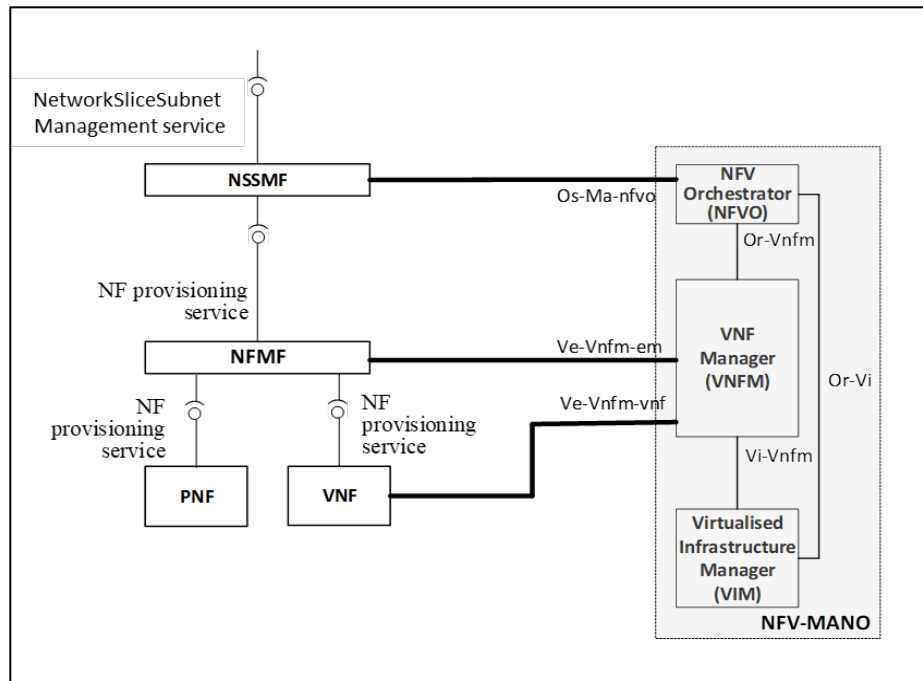 NetworkSliceSubnet
Management service
NSSMF
Os-Ma-nfvo
NFV
Orchestrator
(NFVO)
Or-Vnfm
NF provisioning
service
NFMF
Ve-Vnfm-em
VNF
Manager
(VNFM)
Or-Vi
NF
provisioning
service
NF
provisioning
service
Ve-Vnfm-vnf
Vi-Vnfm
PNF
VNF
Virtualised
Infrastructure
Manager
(VIM)
NFV-MANO